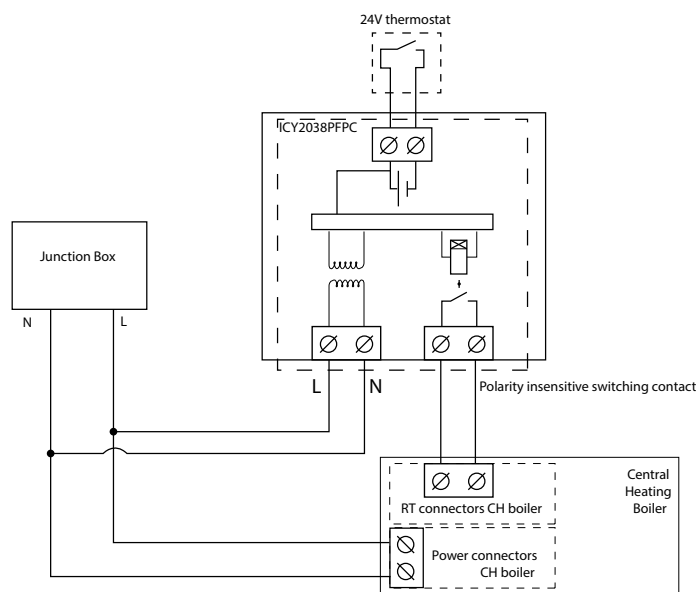 24V thermostat
ICY2038PFPC
Junction Box
N
L
L
N
Polarity insensitive switching contact
Central
Heating
Boiler
RT connectors CH boiler
Power connectors
CH boiler